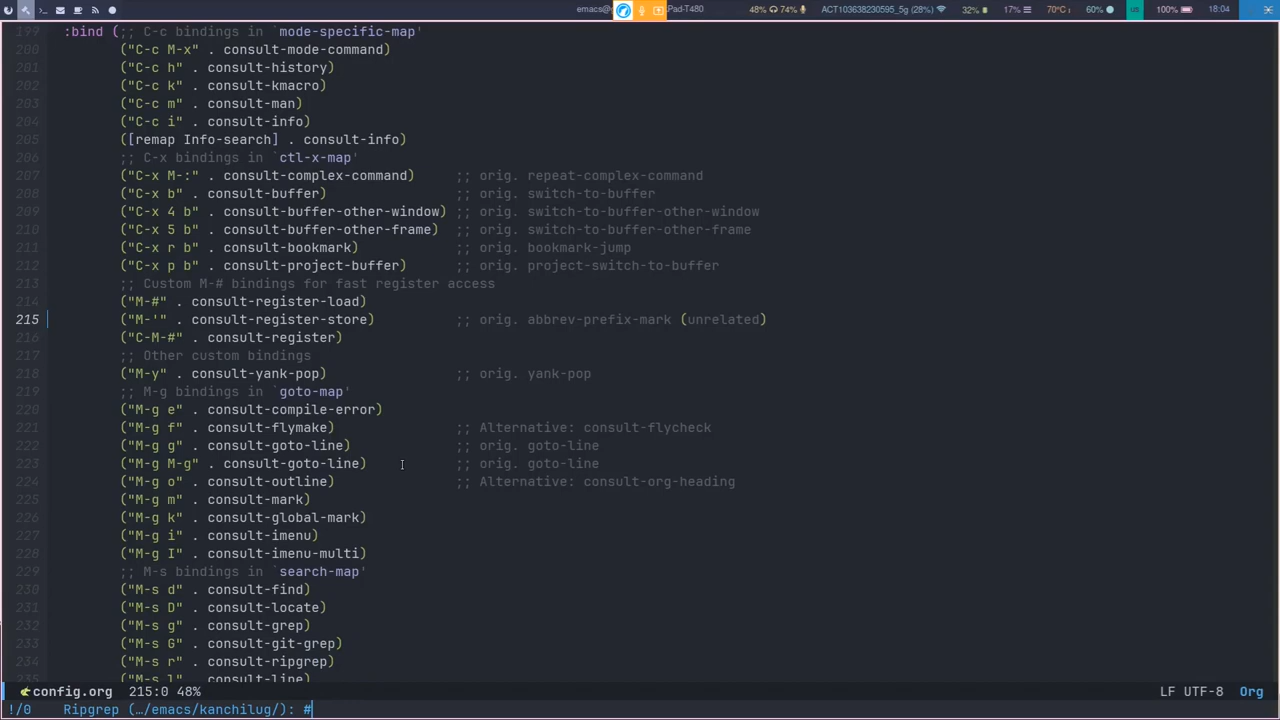 emacs@ Pad-T480 48% 74% ACT103638230595_5g (28%) 32% 17% 70°C 60% US 100% 18:04
199 :bind (;; C-c bindings in `mode-specific-map'
200 ("C-c M-x" . consult-mode-command)
201 ("C-c h" . consult-history)
202 ("C-c k" . consult-kmacro)
203 ("C-c m" . consult-man)
204 ("C-c i" . consult-info)
205 ([remap Info-search] . consult-info)
206 ;; C-x bindings in `ctl-x-map'
207 ("C-x M-:" . consult-complex-command) ;; orig. repeat-complex-command
208 ("C-x b" . consult-buffer) ;; orig. switch-to-buffer
209 ("C-x 4 b" . consult-buffer-other-window) ;; orig. switch-to-buffer-other-window
210 ("C-x 5 b" . consult-buffer-other-frame) ;; orig. switch-to-buffer-other-frame
211 ("C-x r b" . consult-bookmark) ;; orig. bookmark-jump
212 ("C-x p b" . consult-project-buffer) ;; orig. project-switch-to-buffer
213 ;; Custom M-# bindings for fast register access
214 ("M-#" . consult-register-load)
215 ("M-'" . consult-register-store) ;; orig. abbrev-prefix-mark (unrelated)
216 ("C-M-#" . consult-register)
217 ;; Other custom bindings
218 ("M-y" . consult-yank-pop) ;; orig. yank-pop
219 ;; M-g bindings in `goto-map'
220 ("M-g e" . consult-compile-error)
221 ("M-g f" . consult-flymake) ;; Alternative: consult-flycheck
222 ("M-g g" . consult-goto-line) ;; orig. goto-line
223 ("M-g M-g" . consult-goto-line) ;; orig. goto-line
224 ("M-g o" . consult-outline) ;; Alternative: consult-org-heading
225 ("M-g m" . consult-mark)
226 ("M-g k" . consult-global-mark)
227 ("M-g i" . consult-imenu)
228 ("M-g I" . consult-imenu-multi)
229 ;; M-s bindings in `search-map'
230 ("M-s d" . consult-find)
231 ("M-s D" . consult-locate)
232 ("M-s g" . consult-grep)
233 ("M-s G" . consult-git-grep)
234 ("M-s r" . consult-ripgrep)
235 ("M-s l" . consult-line)
config.org 215:0 48% LF UTF-8 Org
!/0 Ripgrep (…/emacs/kanchilug/): #